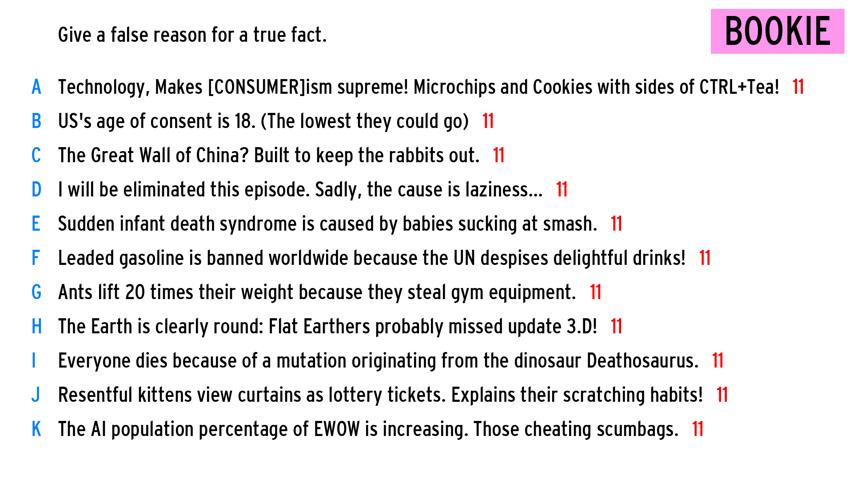 Give a false reason for a true fact.
BOOKIE
A Technology, Makes [CONSUMER]ism supreme! Microchips and Cookies with sides of CTRL+Tea! 11
B US's age of consent is 18. (The lowest they could go) 11
C The Great Wall of China? Built to keep the rabbits out. 11
D I will be eliminated this episode. Sadly, the cause is laziness... 11
E Sudden infant death syndrome is caused by babies sucking at smash. 11
F Leaded gasoline is banned worldwide because the UN despises delightful drinks! 11
G Ants lift 20 times their weight because they steal gym equipment. 11
H The Earth is clearly round: Flat Earthers probably missed update 3.D! 11
I Everyone dies because of a mutation originating from the dinosaur Deathosaurus. 11
J Resentful kittens view curtains as lottery tickets. Explains their scratching habits! 11
K The AI population percentage of EWOW is increasing. Those cheating scumbags. 11